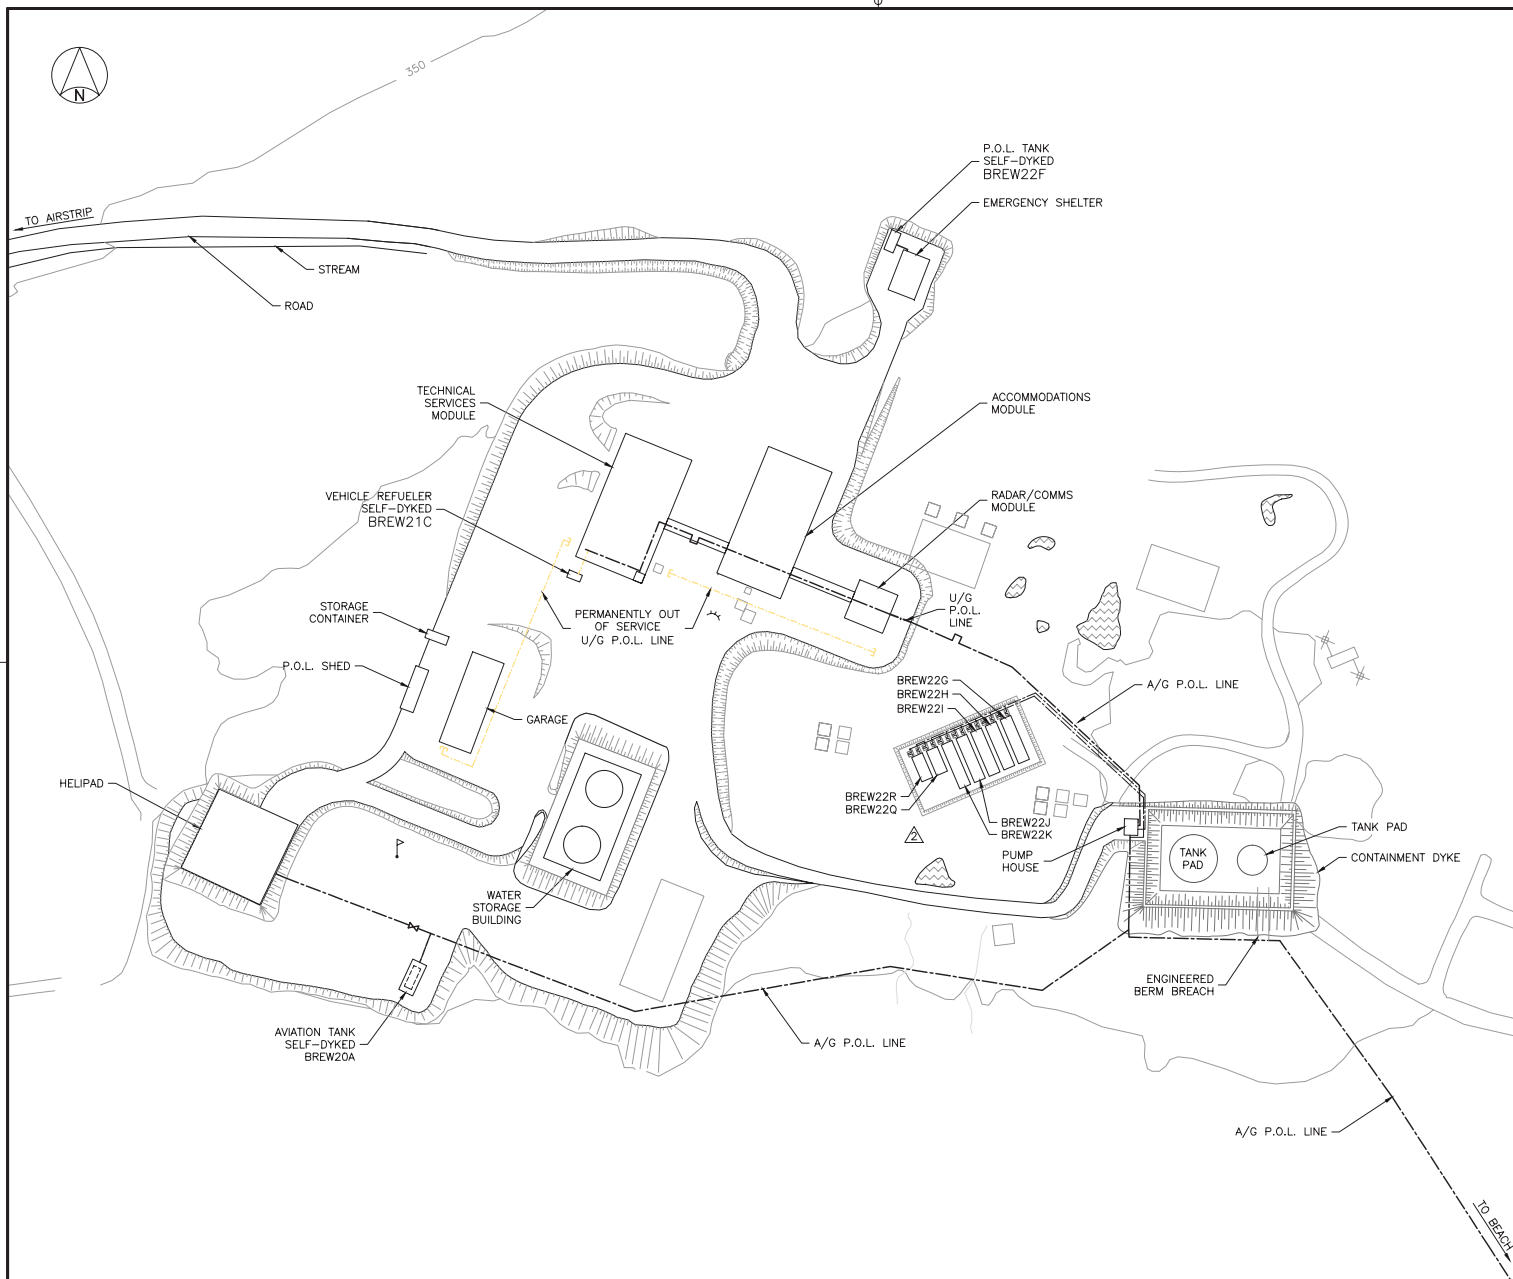 N
350
P.O.L. TANK
SELF-DYKED
BREW22F
EMERGENCY SHELTER
TO AIRSTRIP
STREAM
ROAD
TECHNICAL
SERVICES
MODULE
ACCOMMODATIONS
MODULE
VEHICLE REFUELER
SELF-DYKED
BREW21C
RADAR/COMMS
MODULE
STORAGE
CONTAINER
PERMANENTLY OUT
OF SERVICE
U/G P.O.L. LINE
U/G
P.O.L.
LINE
P.O.L. SHED
GARAGE
BREW22G
BREW22H
BREW22I
A/G P.O.L. LINE
HELIPAD
BREW22R
BREW22Q
BREW22J
BREW22K
2
PUMP
HOUSE
TANK
PAD
TANK PAD
CONTAINMENT DYKE
WATER
STORAGE
BUILDING
ENGINEERED
BERM BREACH
AVIATION TANK
SELF-DYKED
BREW20A
A/G P.O.L. LINE
A/G P.O.L. LINE
TO BEACH